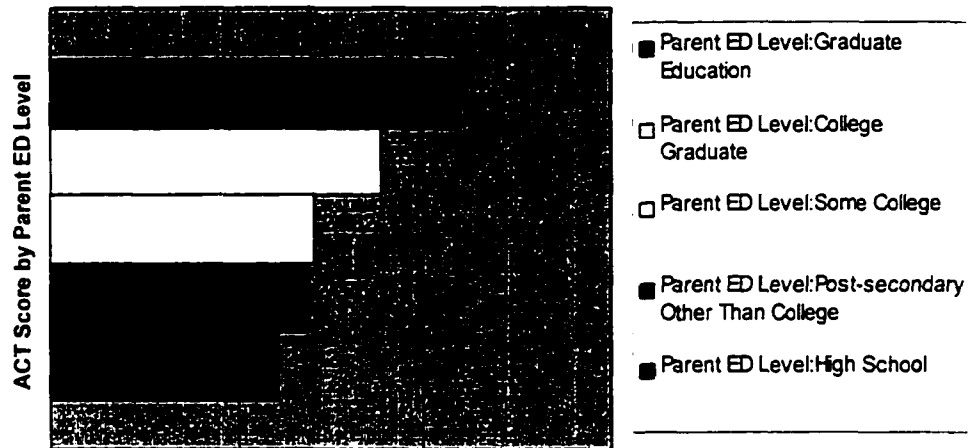 ACT Score by Parent ED Level
Parent ED Level:Graduate
Education
Parent ED Level:College
Graduate
Parent ED Level:Some College
Parent ED Level:Post-secondary
Other Than College
Parent ED Level:High School